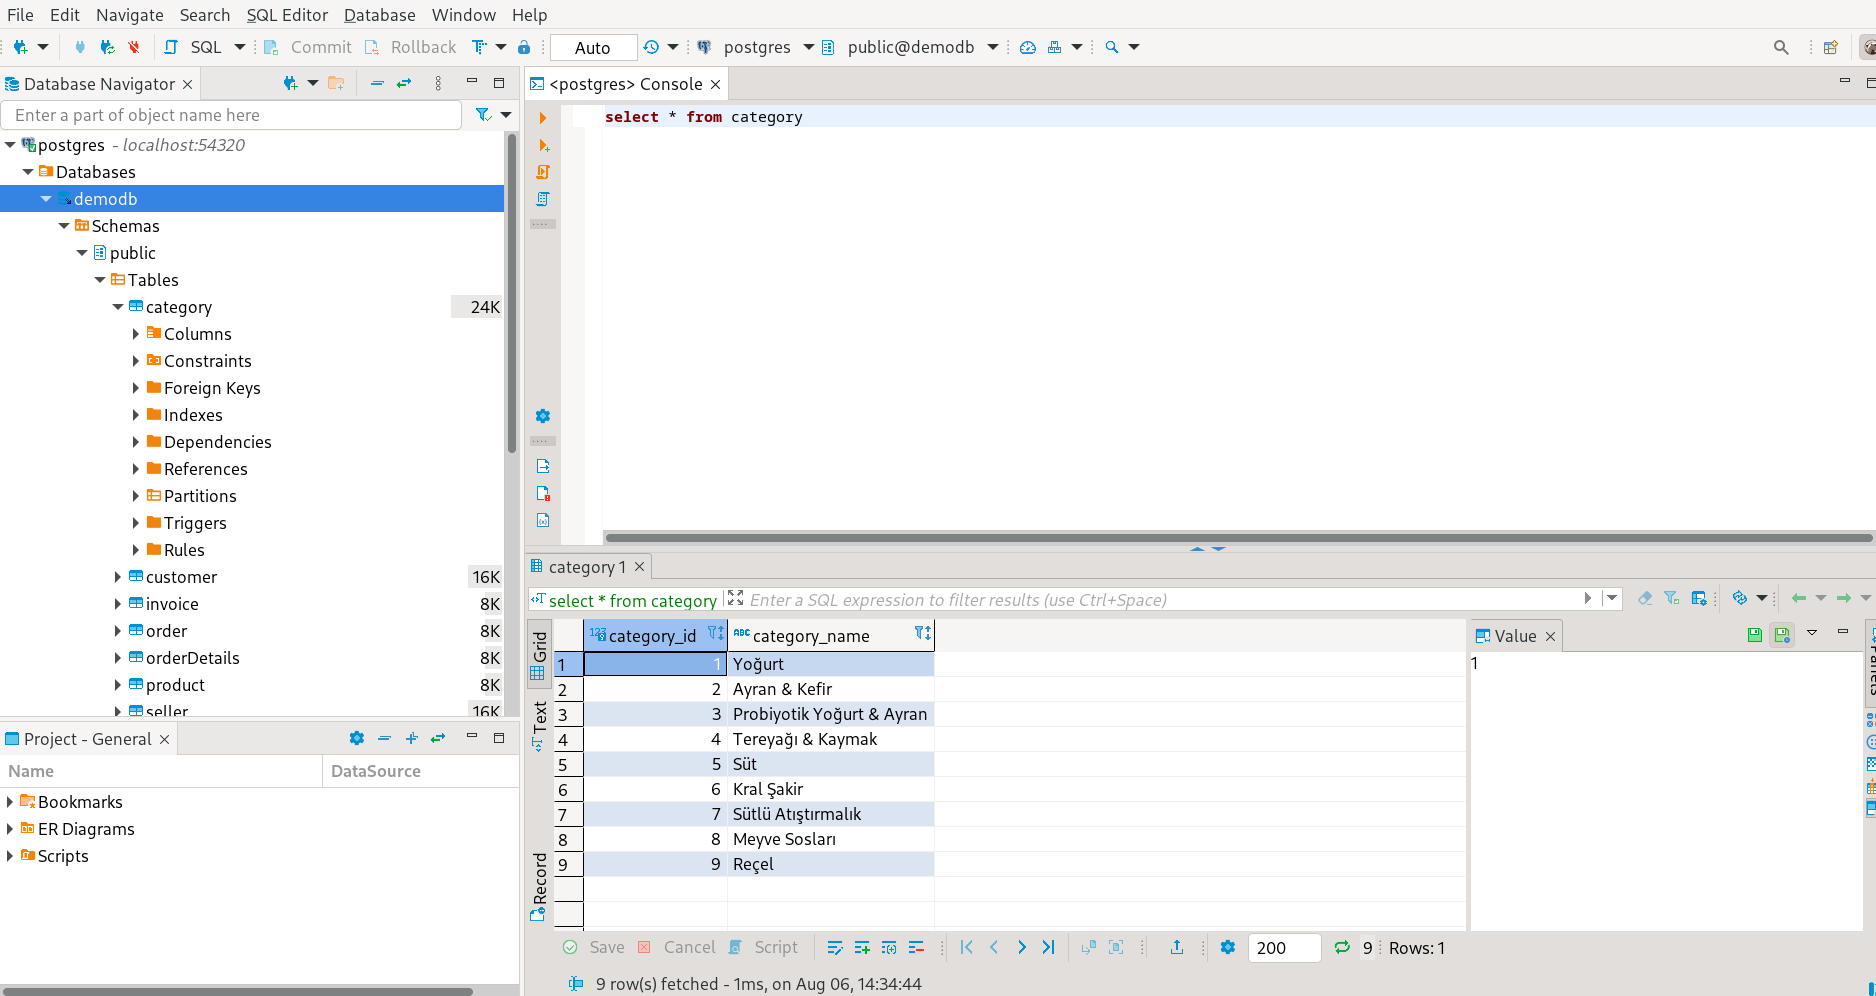 File Edit Navigate Search SQL Editor Database Window Help
SQL Commit Rollback Auto postgres public@demodb
Database Navigator
Enter a part of object name here
postgres - localhost:54320
Databases
demodb
Schemas
public
Tables
category 24K
Columns
Constraints
Foreign Keys
Indexes
Dependencies
References
Partitions
Triggers
Rules
customer 16K
invoice 8K
order 8K
orderDetails 8K
product 8K
seller 16K
Project - General
Name DataSource
Bookmarks
ER Diagrams
Scripts
<postgres> Console
select * from category
category 1
select * from category Enter a SQL expression to filter results (use Ctrl+Space)
Grid
Text
Record
123 category_id ABC category_name
1 1 Yoğurt
2 2 Ayran & Kefir
3 3 Probiyotik Yoğurt & Ayran
4 4 Tereyağı & Kaymak
5 5 Süt
6 6 Kral Şakir
7 7 Sütlü Atıştırmalık
8 8 Meyve Sosları
9 9 Reçel
Value
1
Panels
Save Cancel Script 200 9 Rows: 1
9 row(s) fetched - 1ms, on Aug 06, 14:34:44